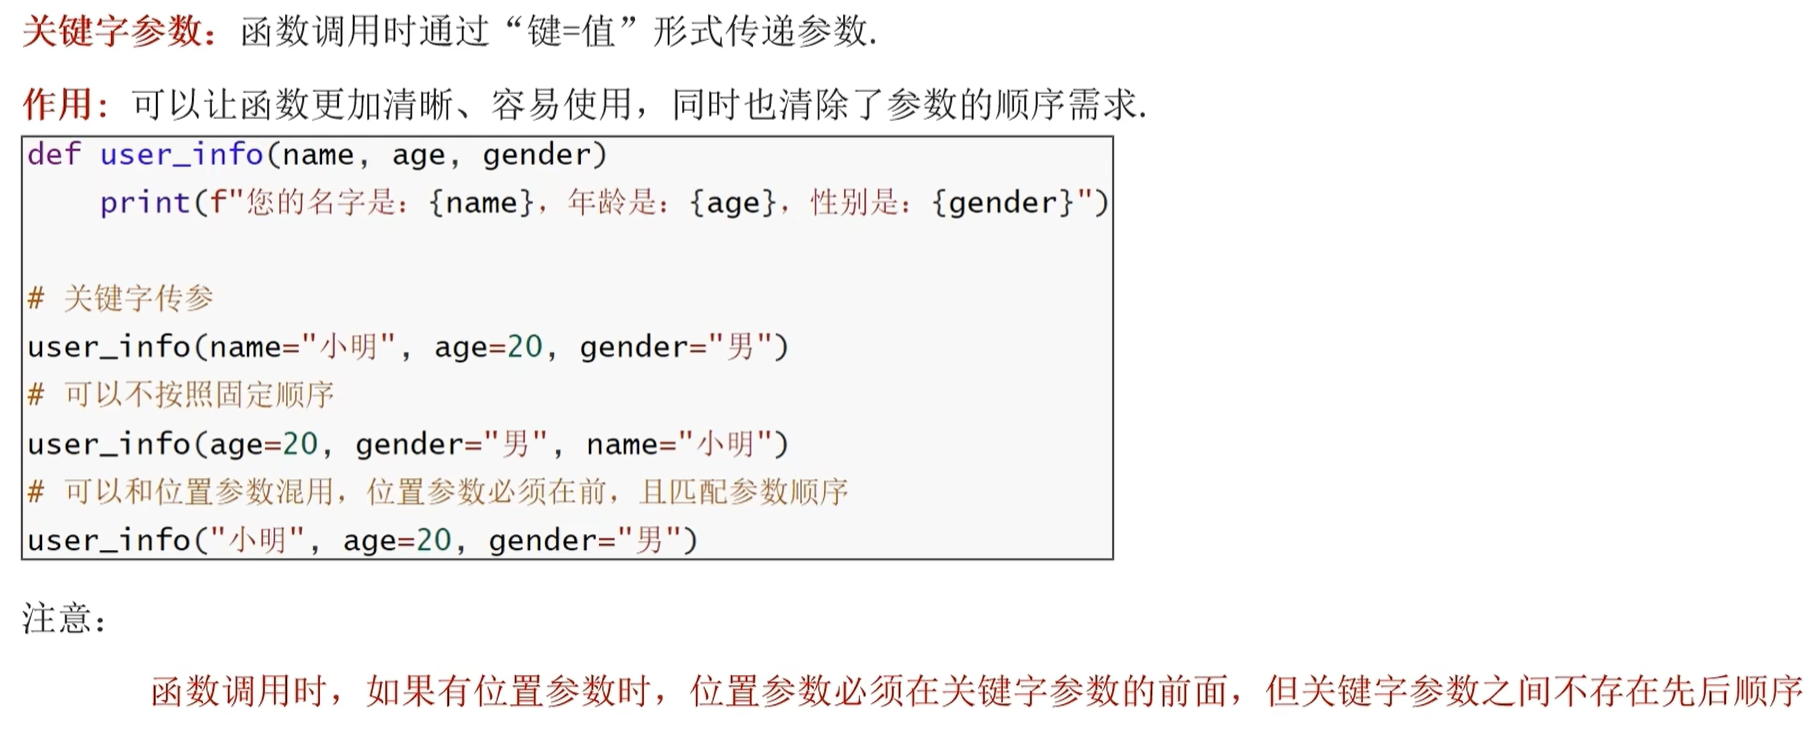 关键字参数：函数调用时通过“键=值”形式传递参数.
作用：可以让函数更加清晰、容易使用，同时也清除了参数的顺序需求.
def user_info(name, age, gender)
    print(f"您的名字是：{name}，年龄是：{age}，性别是：{gender}")
# 关键字传参
user_info(name="小明", age=20, gender="男")
# 可以不按照固定顺序
user_info(age=20, gender="男", name="小明")
# 可以和位置参数混用，位置参数必须在前，且匹配参数顺序
user_info("小明", age=20, gender="男")
注意：
函数调用时，如果有位置参数时，位置参数必须在关键字参数的前面，但关键字参数之间不存在先后顺序